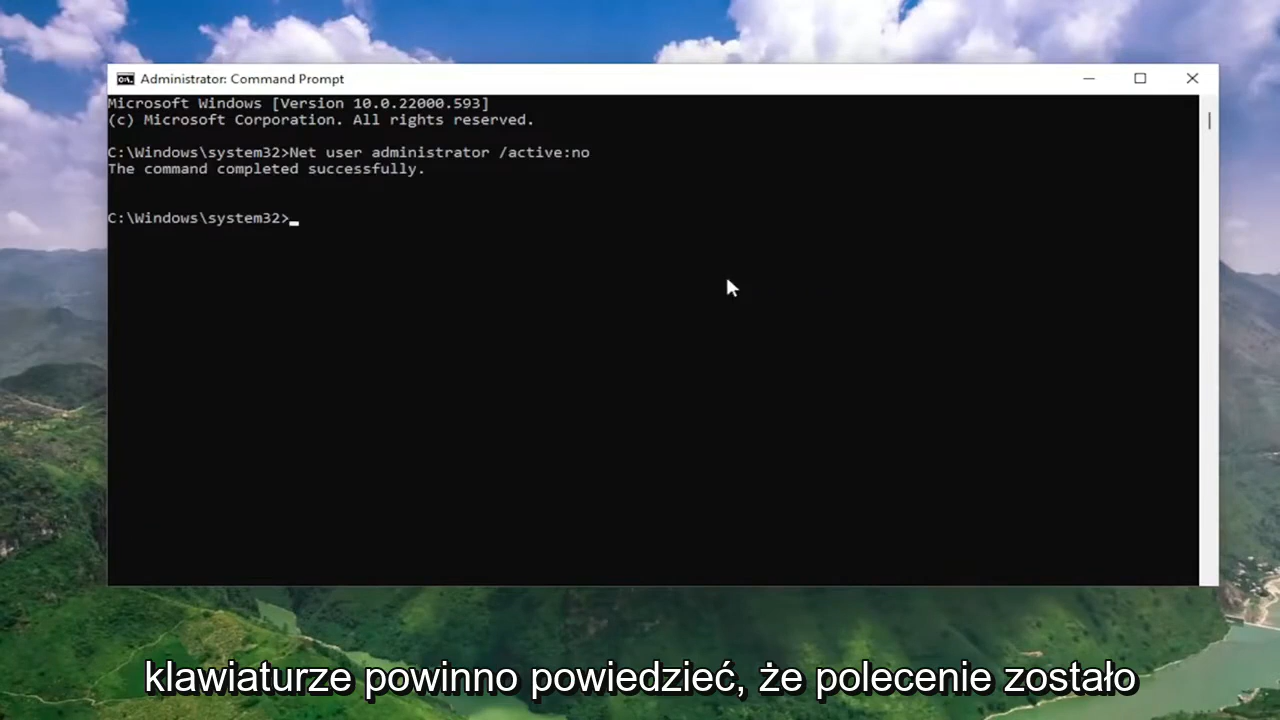 Administrator: Command Prompt
Microsoft Windows [Version 10.0.22000.593]
(c) Microsoft Corporation. All rights reserved.
C:\Windows\system32>Net user administrator /active:no
The command completed successfully.
C:\Windows\system32>
klawiaturze powinno powiedzieć, że polecenie zostało